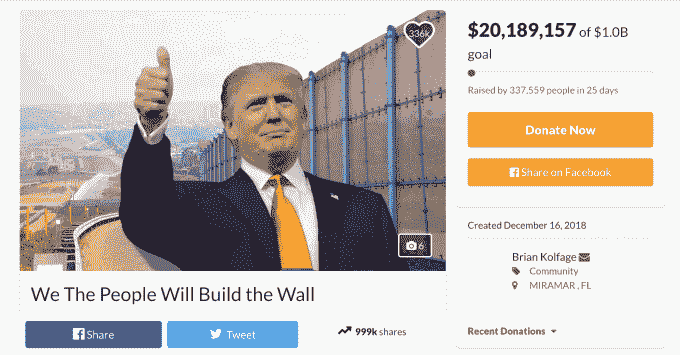 336k
6
We The People Will Build the Wall
Share
Tweet
999k shares
$20,189,157 of $1.0B
goal
Raised by 337,559 people in 25 days
Donate Now
Share on Facebook
Created December 16, 2018
Brian Kolfage
Community
MIRAMAR , FL
Recent Donations